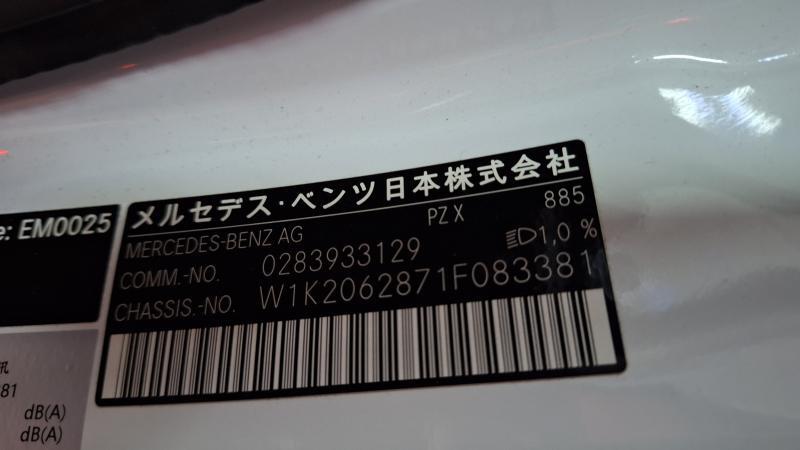 メルセデス・ベンツ日本株式会社
MERCEDES-BENZ AG PZ X 885
COMM.-NO. 0283933129 1,0 %
CHASSIS.-NO. W1K2062871F083381
e: EM0025
81
dB(A)
dB(A)